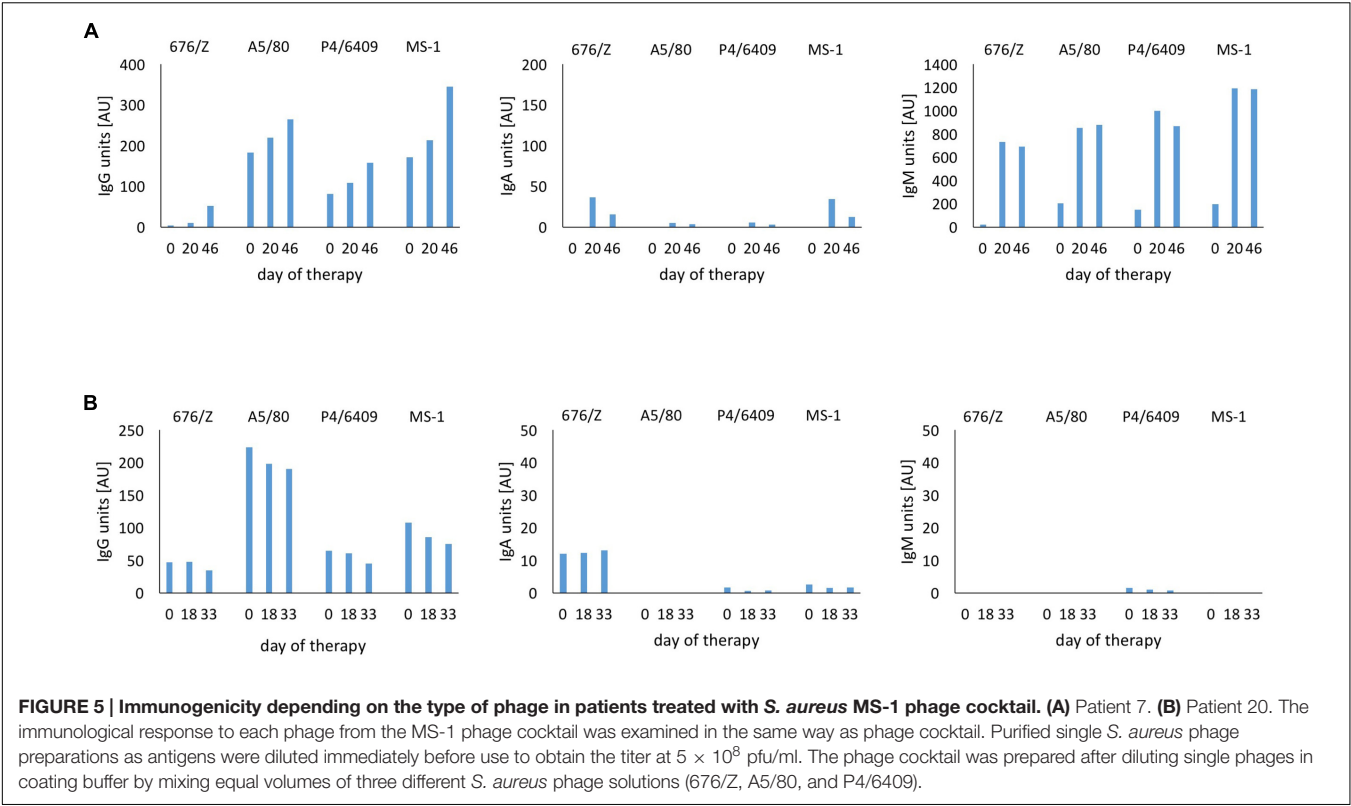 A
676/Z A5/80 P4/6409 MS-1
400
300
200
100
0
IgG units [AU]
0 20 46 0 20 46 0 20 46 0 20 46
day of therapy
676/Z A5/80 P4/6409 MS-1
200
150
100
50
0
IgA units [AU]
0 20 46 0 20 46 0 20 46 0 20 46
day of therapy
676/Z A5/80 P4/6409 MS-1
1400
1200
1000
800
600
400
200
0
IgM units [AU]
0 20 46 0 20 46 0 20 46 0 20 46
day of therapy
B
676/Z A5/80 P4/6409 MS-1
250
200
150
100
50
0
IgG units [AU]
0 18 33 0 18 33 0 18 33 0 18 33
day of therapy
676/Z A5/80 P4/6409 MS-1
50
40
30
20
10
0
IgA units [AU]
0 18 33 0 18 33 0 18 33 0 18 33
day of therapy
676/Z A5/80 P4/6409 MS-1
50
40
30
20
10
0
IgM units [AU]
0 18 33 0 18 33 0 18 33 0 18 33
day of therapy
FIGURE 5 | Immunogenicity depending on the type of phage in patients treated with S. aureus MS-1 phage cocktail. (A) Patient 7. (B) Patient 20. The
immunological response to each phage from the MS-1 phage cocktail was examined in the same way as phage cocktail. Purified single S. aureus phage
preparations as antigens were diluted immediately before use to obtain the titer at 5 × 10⁸ pfu/ml. The phage cocktail was prepared after diluting single phages in
coating buffer by mixing equal volumes of three different S. aureus phage solutions (676/Z, A5/80, and P4/6409).